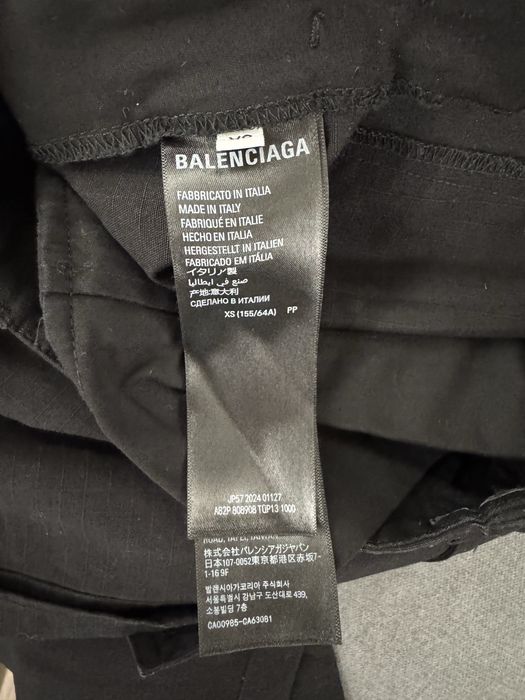 XS
BALENCIAGA
FABBRICATO IN ITALIA
MADE IN ITALY
FABRIQUÉ EN ITALIE
HECHO EN ITALIA
HERGESTELLT IN ITALIEN
FABRICADO EM ITÁLIA
イタリア製
صنع في ايطاليا
产地:意大利
СДЕЛАНО В ИТАЛИИ
XS (155/64A) PP
JP57 2024 01127
A82P 808908 TQP13 1000
ROAD, TAIPEI, TAIWAN
株式会社バレンシアガジャパン
日本107-0052東京都港区赤坂7-
1-16 9F
발렌시아가코리아 주식회사
서울특별시 강남구 도산대로 439,
소봉빌딩 7층
CA00985-CA63081